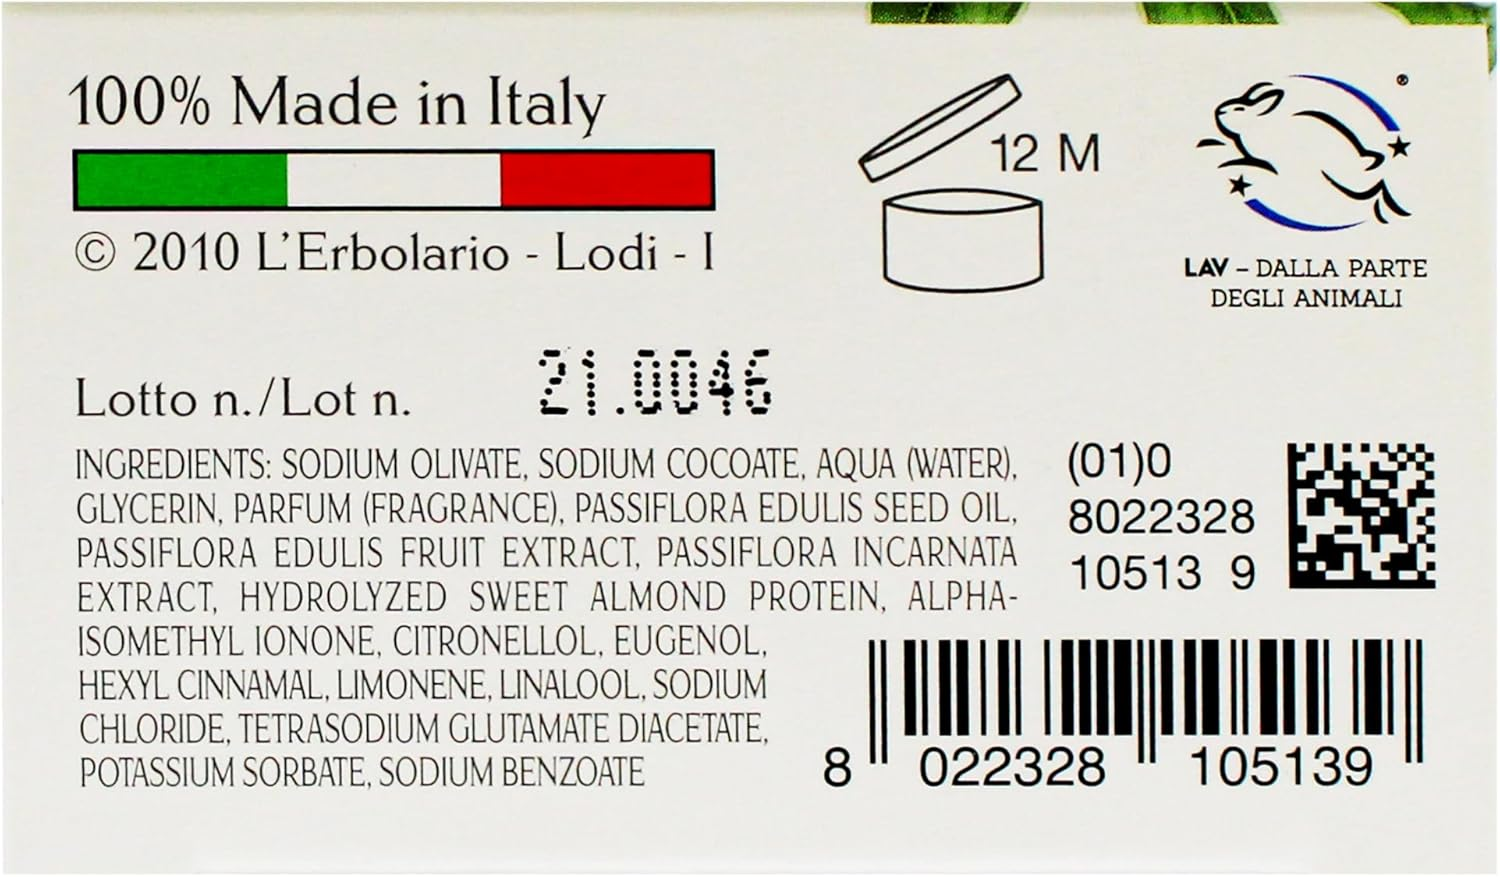 100% Made in Italy
© 2010 L'Erbolario - Lodi - I
12 M
®
LAV – DALLA PARTE
DEGLI ANIMALI
Lotto n./Lot n. 21.0046
INGREDIENTS: SODIUM OLIVATE, SODIUM COCOATE, AQUA (WATER),
GLYCERIN, PARFUM (FRAGRANCE), PASSIFLORA EDULIS SEED OIL,
PASSIFLORA EDULIS FRUIT EXTRACT, PASSIFLORA INCARNATA
EXTRACT, HYDROLYZED SWEET ALMOND PROTEIN, ALPHA-
ISOMETHYL IONONE, CITRONELLOL, EUGENOL,
HEXYL CINNAMAL, LIMONENE, LINALOOL, SODIUM
CHLORIDE, TETRASODIUM GLUTAMATE DIACETATE,
POTASSIUM SORBATE, SODIUM BENZOATE
(01)0
8022328
10513 9
8 022328 105139